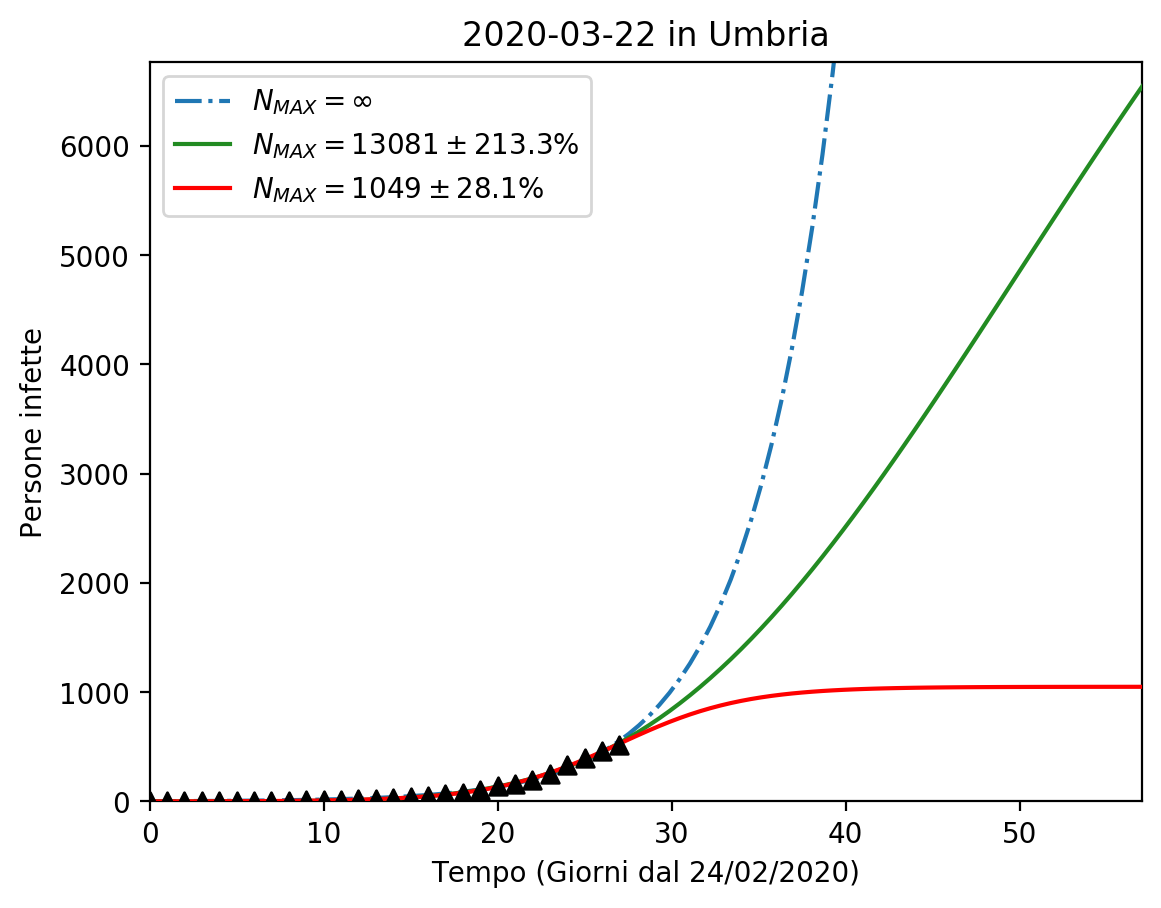 2020-03-22 in Umbria
N_MAX = ∞
N_MAX = 13081 ± 213.3%
N_MAX = 1049 ± 28.1%
6000
5000
4000
3000
2000
1000
0
Persone infette
0 10 20 30 40 50
Tempo (Giorni dal 24/02/2020)